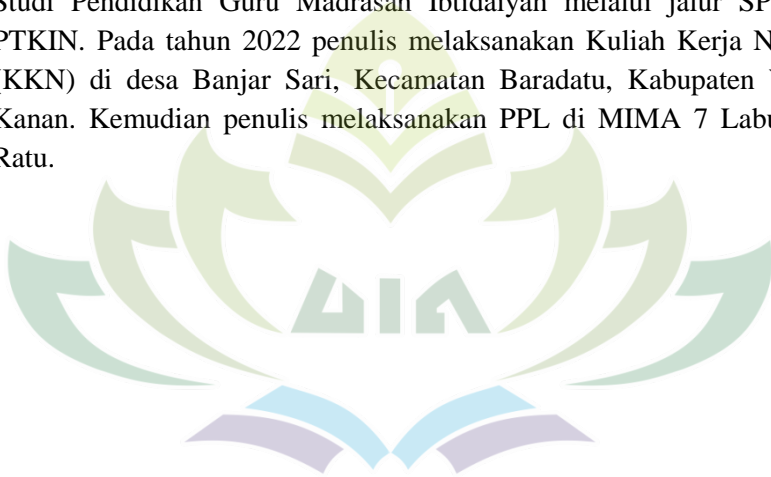 Studi Pendidikan Guru Madrasah Ibtidaiyah melalui jalur SP
PTKIN. Pada tahun 2022 penulis melaksanakan Kuliah Kerja N
(KKN) di desa Banjar Sari, Kecamatan Baradatu, Kabupaten
Kanan. Kemudian penulis melaksanakan PPL di MIMA 7 Labu
Ratu.
UIN